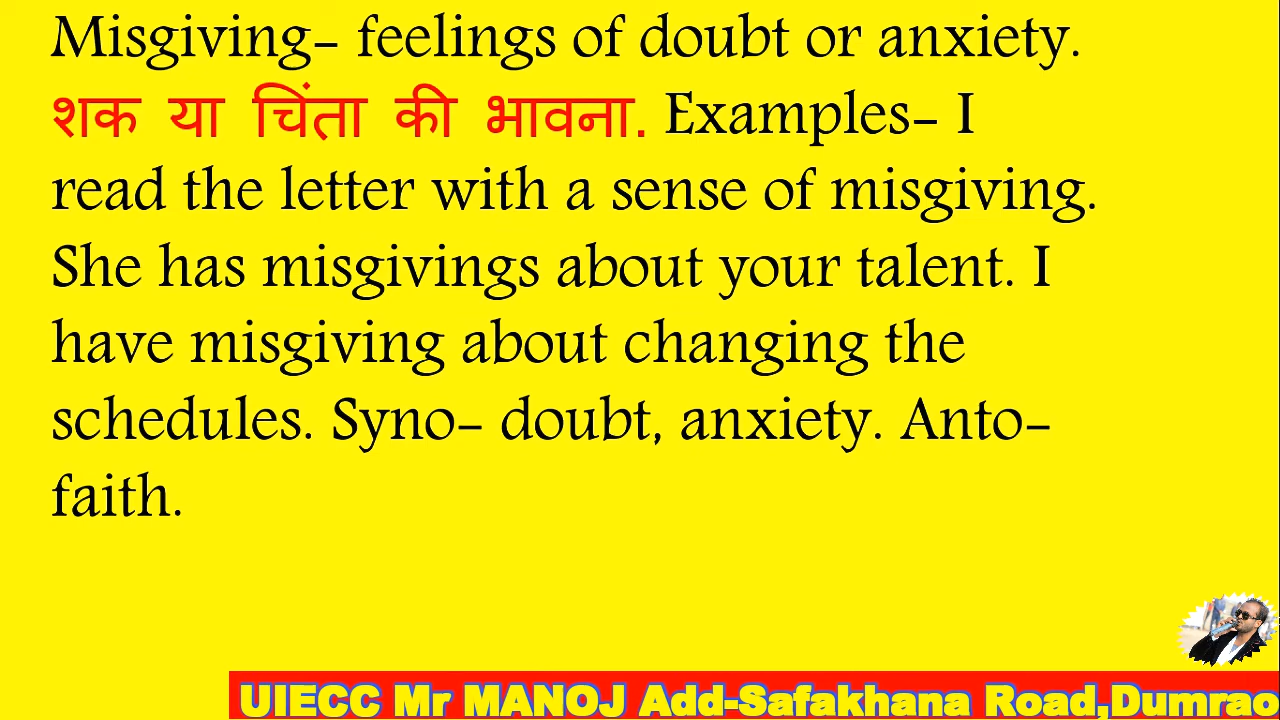 Misgiving- feelings of doubt or anxiety.
शक या चिंता की भावना. Examples- I
read the letter with a sense of misgiving.
She has misgivings about your talent. I
have misgiving about changing the
schedules. Syno- doubt, anxiety. Anto-
faith.
UIECC Mr MANOJ Add-Safakhana Road,Dumrao